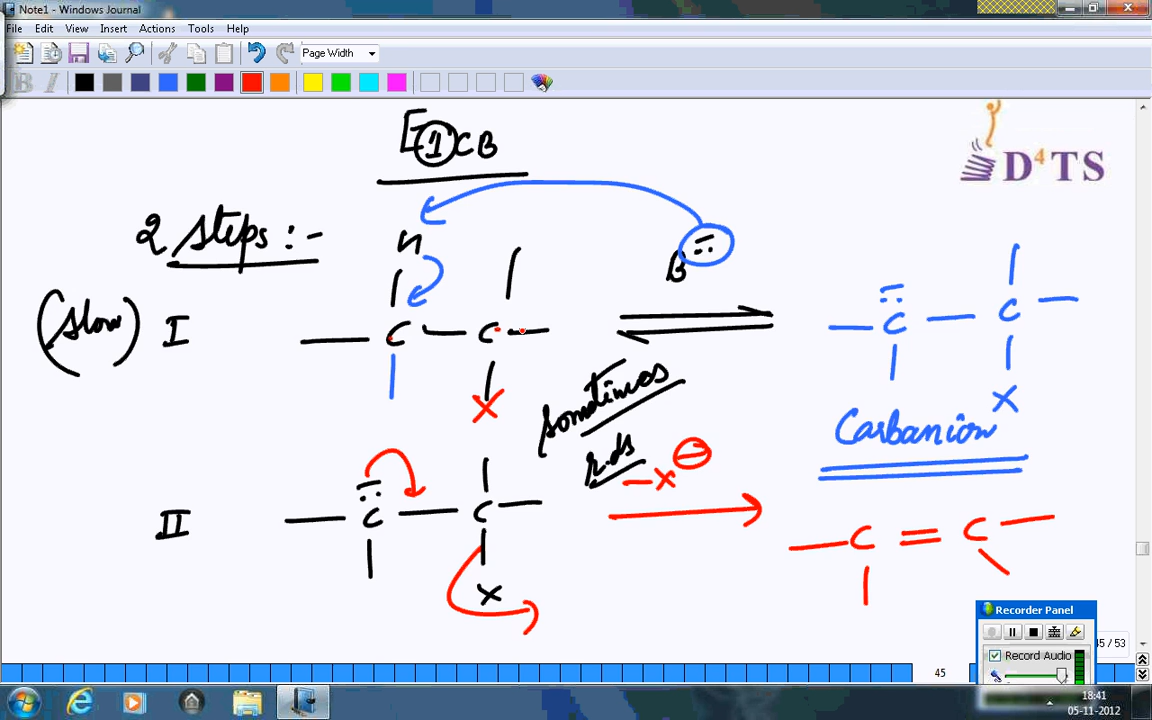 Note1 - Windows Journal
File Edit View Insert Actions Tools Help
Page Width
B I
E1CB
D4TS
2 steps :-
H
B
(slow) I
C C
C C
X
X
sometimes
rds
Carbanion
-X
II
C C
X
C = C
Recorder Panel
Record Audio
45 / 53
45
18:41
05-11-2012